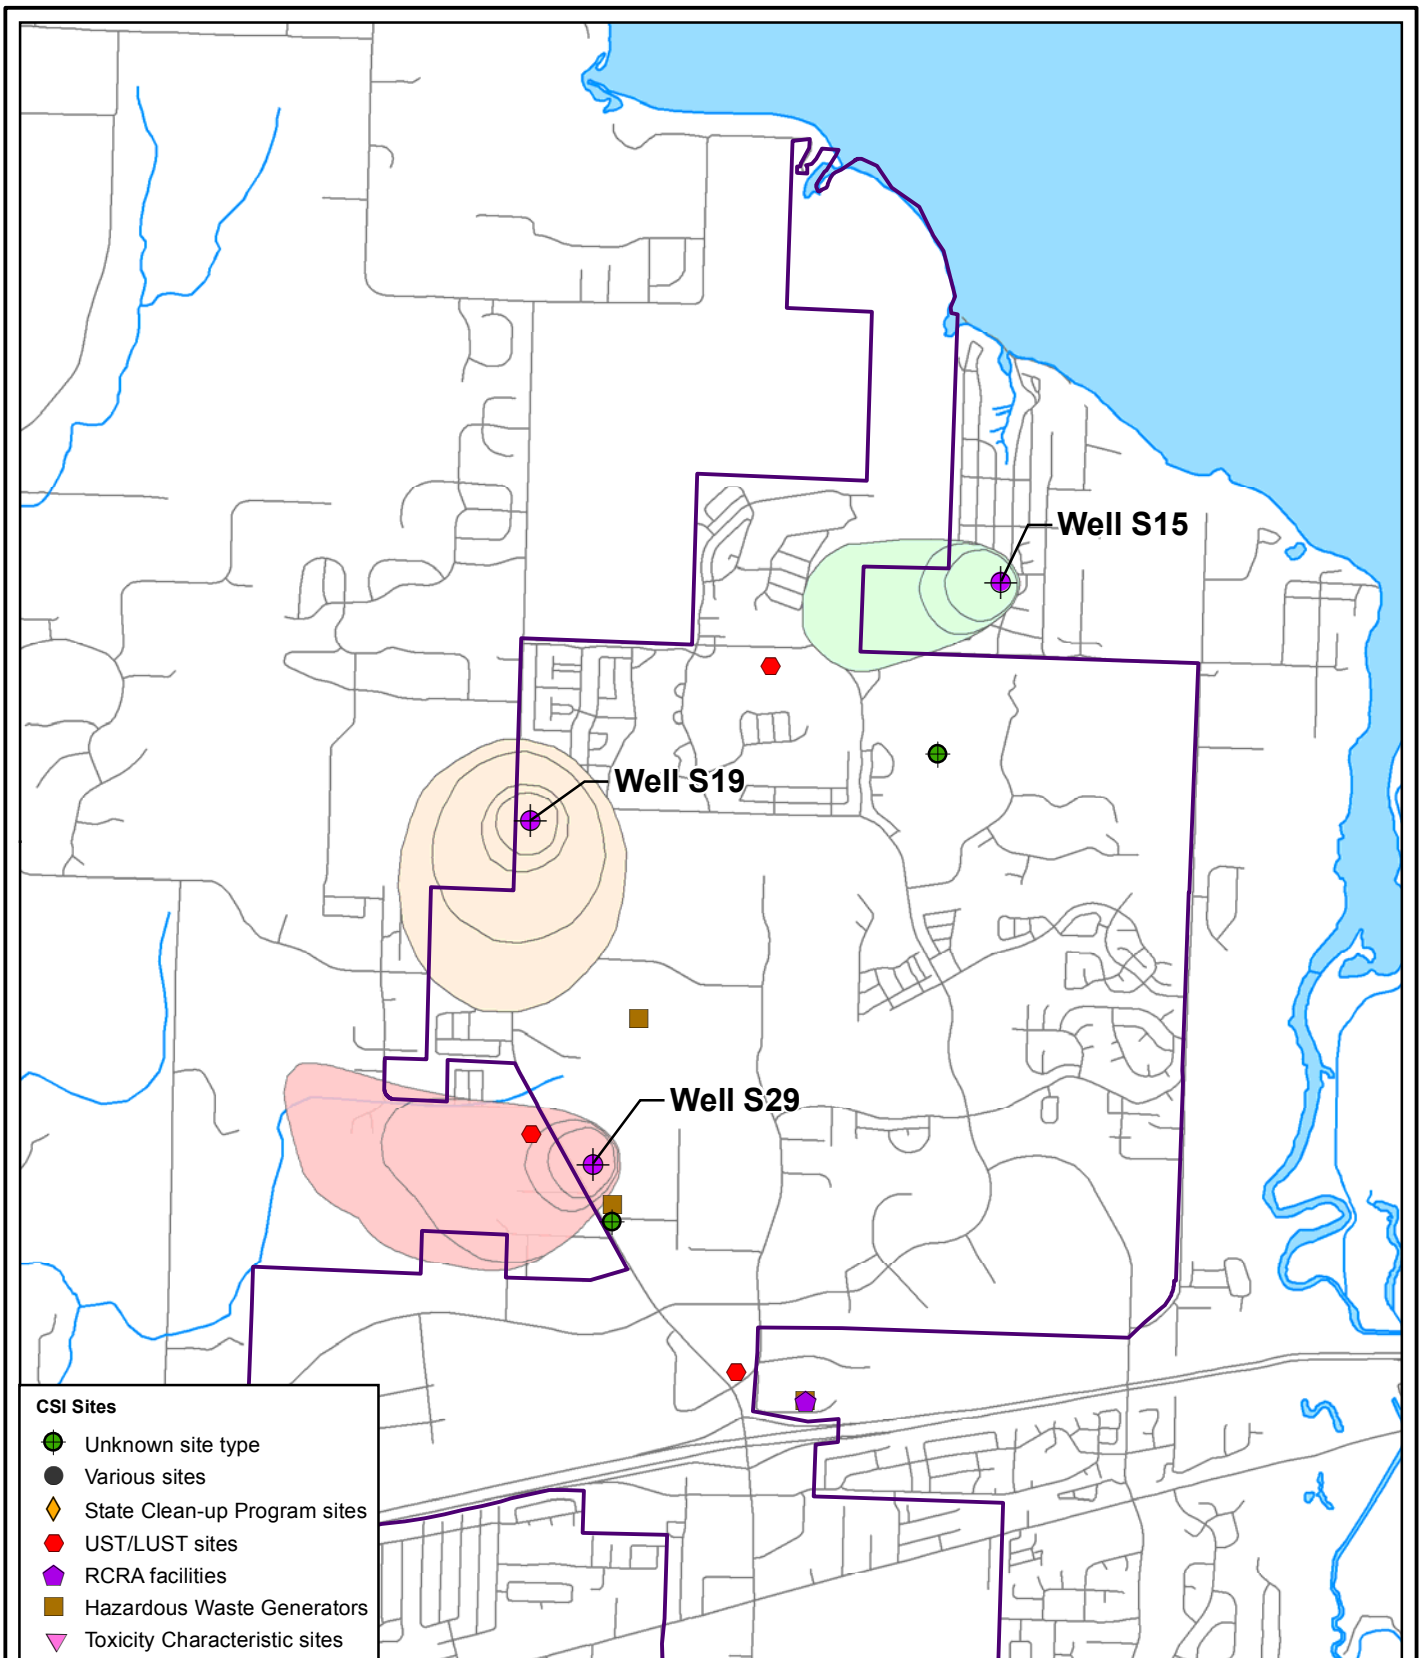 Well S15
Well S19
Well S29
CSI Sites
Unknown site type
Various sites
State Clean-up Program sites
UST/LUST sites
RCRA facilities
Hazardous Waste Generators
Toxicity Characteristic sites